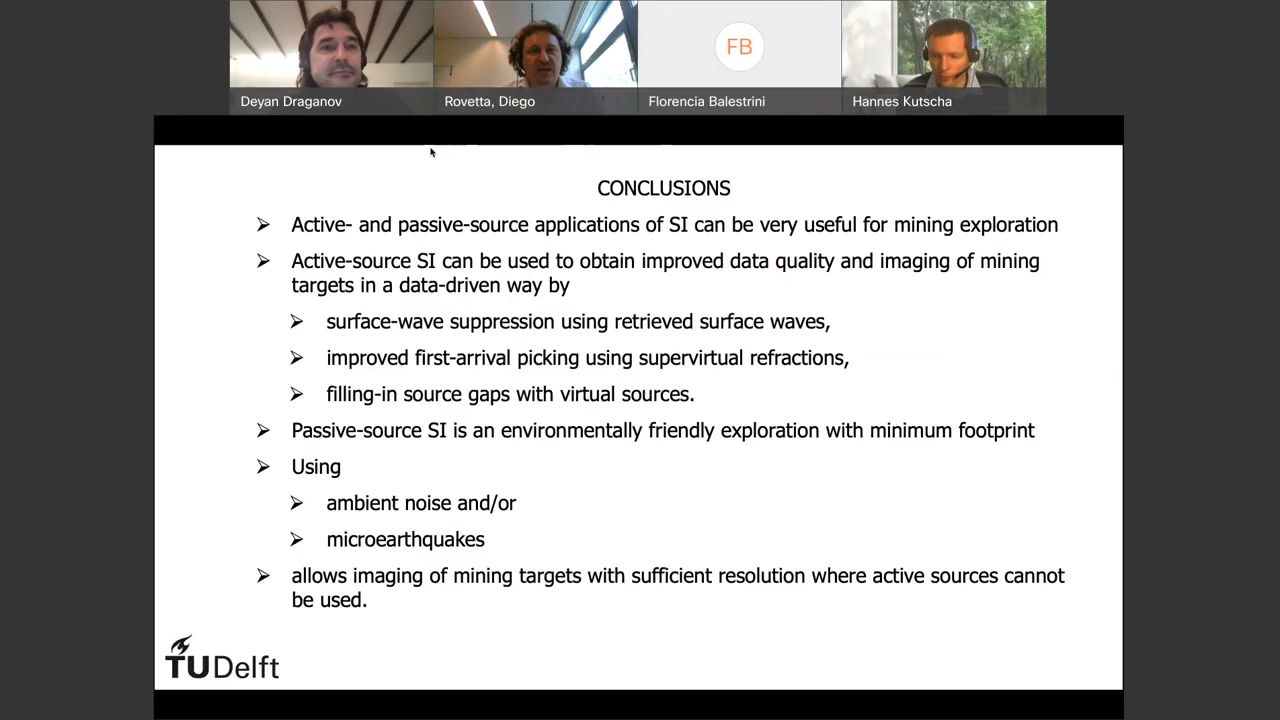 FB
Deyan Draganov
Rovetta, Diego
Florencia Balestrini
Hannes Kutscha
CONCLUSIONS
Active- and passive-source applications of SI can be very useful for mining exploration
Active-source SI can be used to obtain improved data quality and imaging of mining
targets in a data-driven way by
surface-wave suppression using retrieved surface waves,
improved first-arrival picking using supervirtual refractions,
filling-in source gaps with virtual sources.
Passive-source SI is an environmentally friendly exploration with minimum footprint
Using
ambient noise and/or
microearthquakes
allows imaging of mining targets with sufficient resolution where active sources cannot
be used.
TUDelft